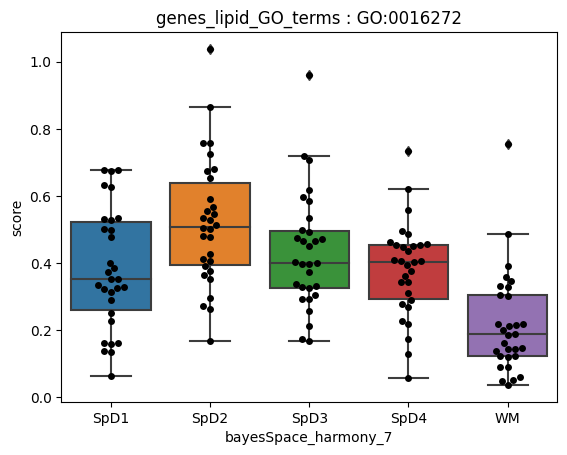 genes_lipid_GO_terms : GO:0016272
score
1.0
0.8
0.6
0.4
0.2
0.0
SpD1 SpD2 SpD3 SpD4 WM
bayesSpace_harmony_7